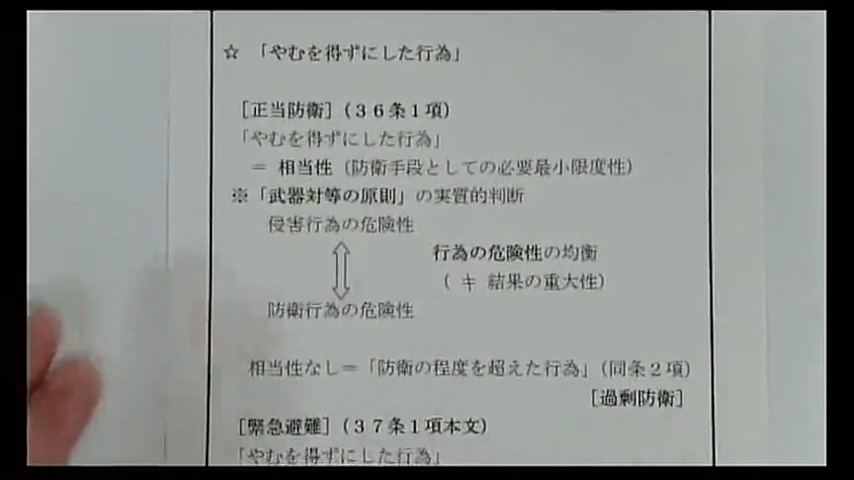 ☆ 「やむを得ずにした行為」
［正当防衛］（３６条１項）
「やむを得ずにした行為」
＝ 相当性（防衛手段としての必要最小限度性）
※「武器対等の原則」の実質的判断
侵害行為の危険性
行為の危険性の均衡
（ キ 結果の重大性）
防衛行為の危険性
相当性なし＝「防衛の程度を超えた行為」（同条２項）
［過剰防衛］
［緊急避難］（３７条１項本文）
「やむを得ずにした行為」